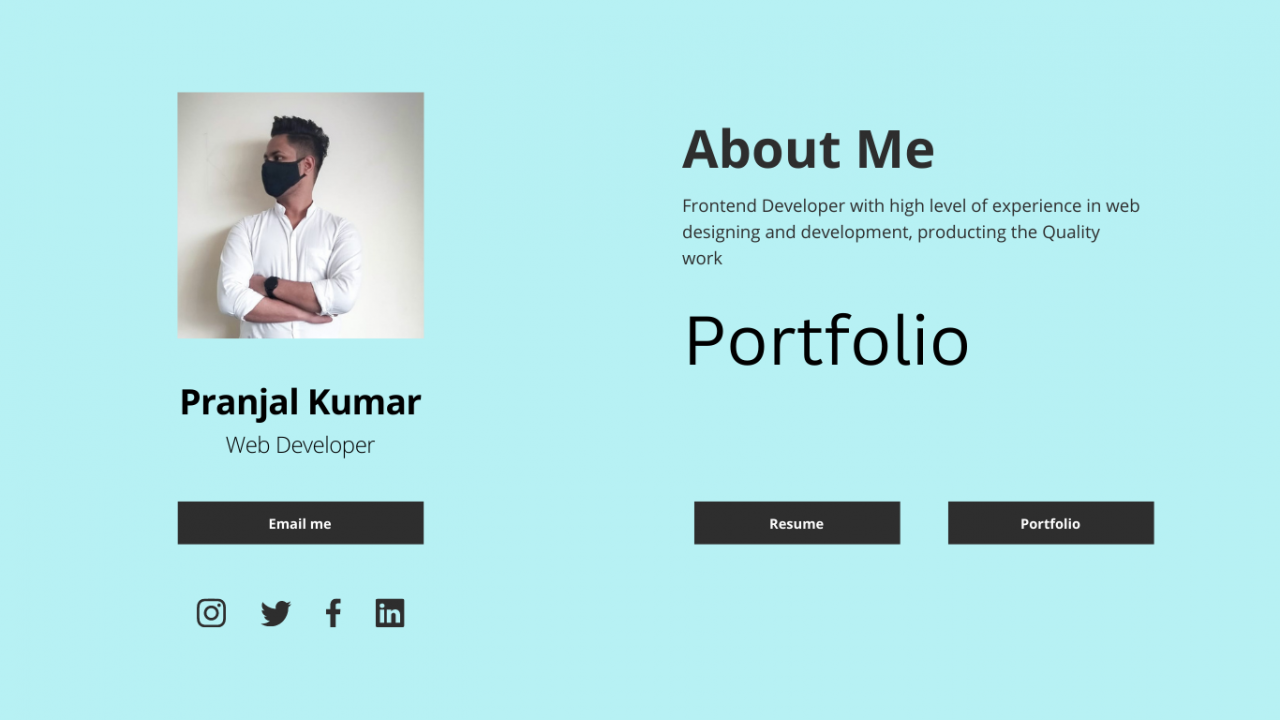 Pranjal Kumar
Web Developer
Email me
About Me
Frontend Developer with high level of experience in web
designing and development, producting the Quality
work
Portfolio
Resume
Portfolio